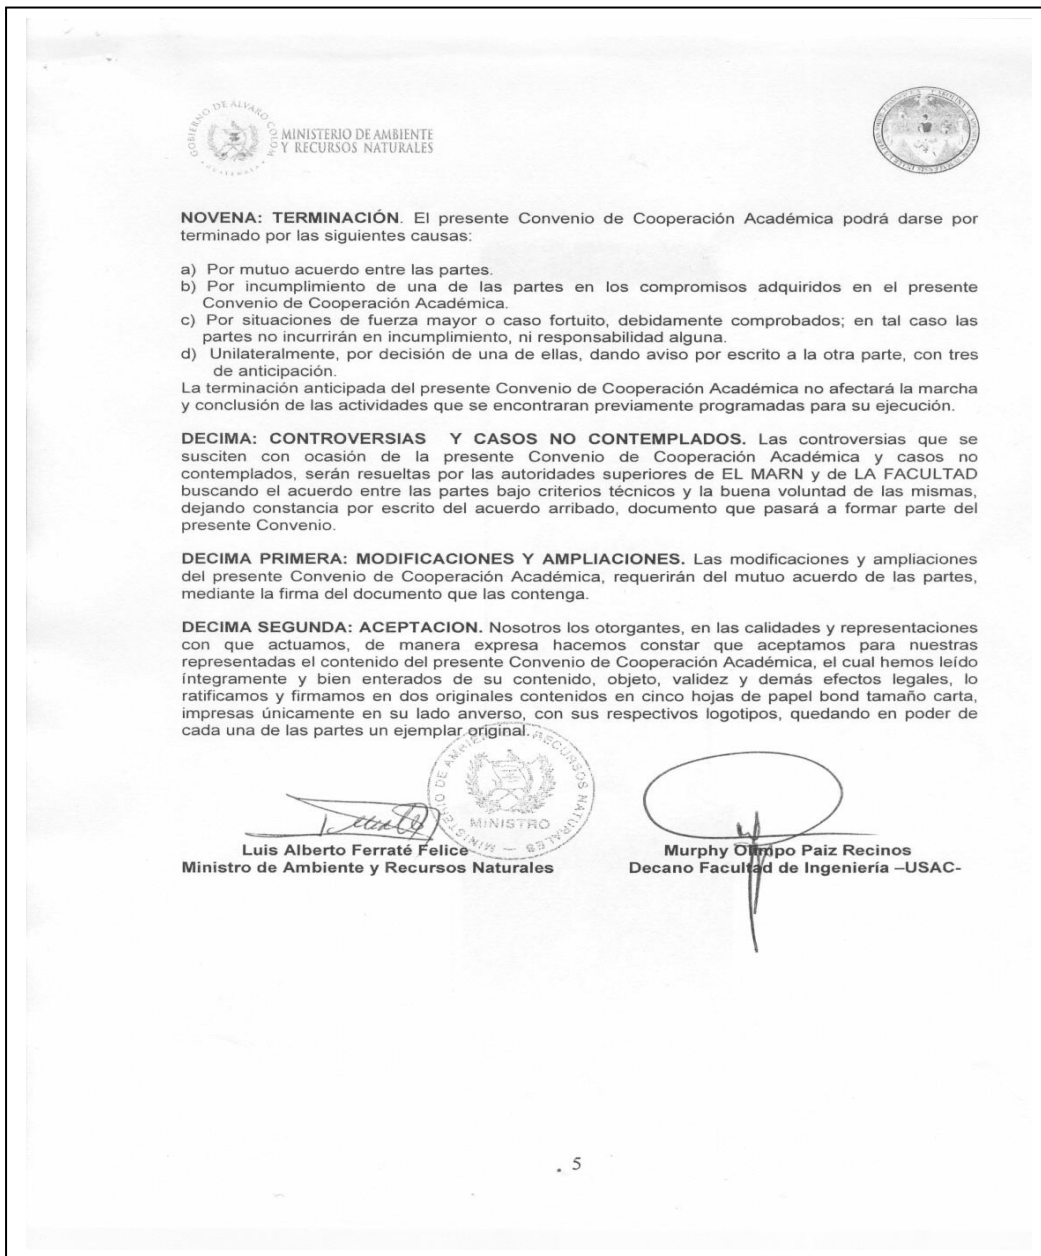 GOBIERNO DE ALVARO COLOM
GUATEMALA
MINISTERIO DE AMBIENTE
Y RECURSOS NATURALES
NOVENA: TERMINACIÓN. El presente Convenio de Cooperación Académica podrá darse por
terminado por las siguientes causas:
a) Por mutuo acuerdo entre las partes.
b) Por incumplimiento de una de las partes en los compromisos adquiridos en el presente
Convenio de Cooperación Académica.
c) Por situaciones de fuerza mayor o caso fortuito, debidamente comprobados; en tal caso las
partes no incurrirán en incumplimiento, ni responsabilidad alguna.
d) Unilateralmente, por decisión de una de ellas, dando aviso por escrito a la otra parte, con tres
de anticipación.
La terminación anticipada del presente Convenio de Cooperación Académica no afectará la marcha
y conclusión de las actividades que se encontraran previamente programadas para su ejecución.
DECIMA: CONTROVERSIAS Y CASOS NO CONTEMPLADOS. Las controversias que se
susciten con ocasión de la presente Convenio de Cooperación Académica y casos no
contemplados, serán resueltas por las autoridades superiores de EL MARN y de LA FACULTAD
buscando el acuerdo entre las partes bajo criterios técnicos y la buena voluntad de las mismas,
dejando constancia por escrito del acuerdo arribado, documento que pasará a formar parte del
presente Convenio.
DECIMA PRIMERA: MODIFICACIONES Y AMPLIACIONES. Las modificaciones y ampliaciones
del presente Convenio de Cooperación Académica, requerirán del mutuo acuerdo de las partes,
mediante la firma del documento que las contenga.
DECIMA SEGUNDA: ACEPTACION. Nosotros los otorgantes, en las calidades y representaciones
con que actuamos, de manera expresa hacemos constar que aceptamos para nuestras
representadas el contenido del presente Convenio de Cooperación Académica, el cual hemos leído
íntegramente y bien enterados de su contenido, objeto, validez y demás efectos legales, lo
ratificamos y firmamos en dos originales contenidos en cinco hojas de papel bond tamaño carta,
impresas únicamente en su lado anverso, con sus respectivos logotipos, quedando en poder de
cada una de las partes un ejemplar original.
MINISTERIO DE AMBIENTE Y RECURSOS NATURALES
MINISTRO
Luis Alberto Ferraté Felice
Ministro de Ambiente y Recursos Naturales
Murphy Olimpo Paiz Recinos
Decano Facultad de Ingeniería –USAC-
5